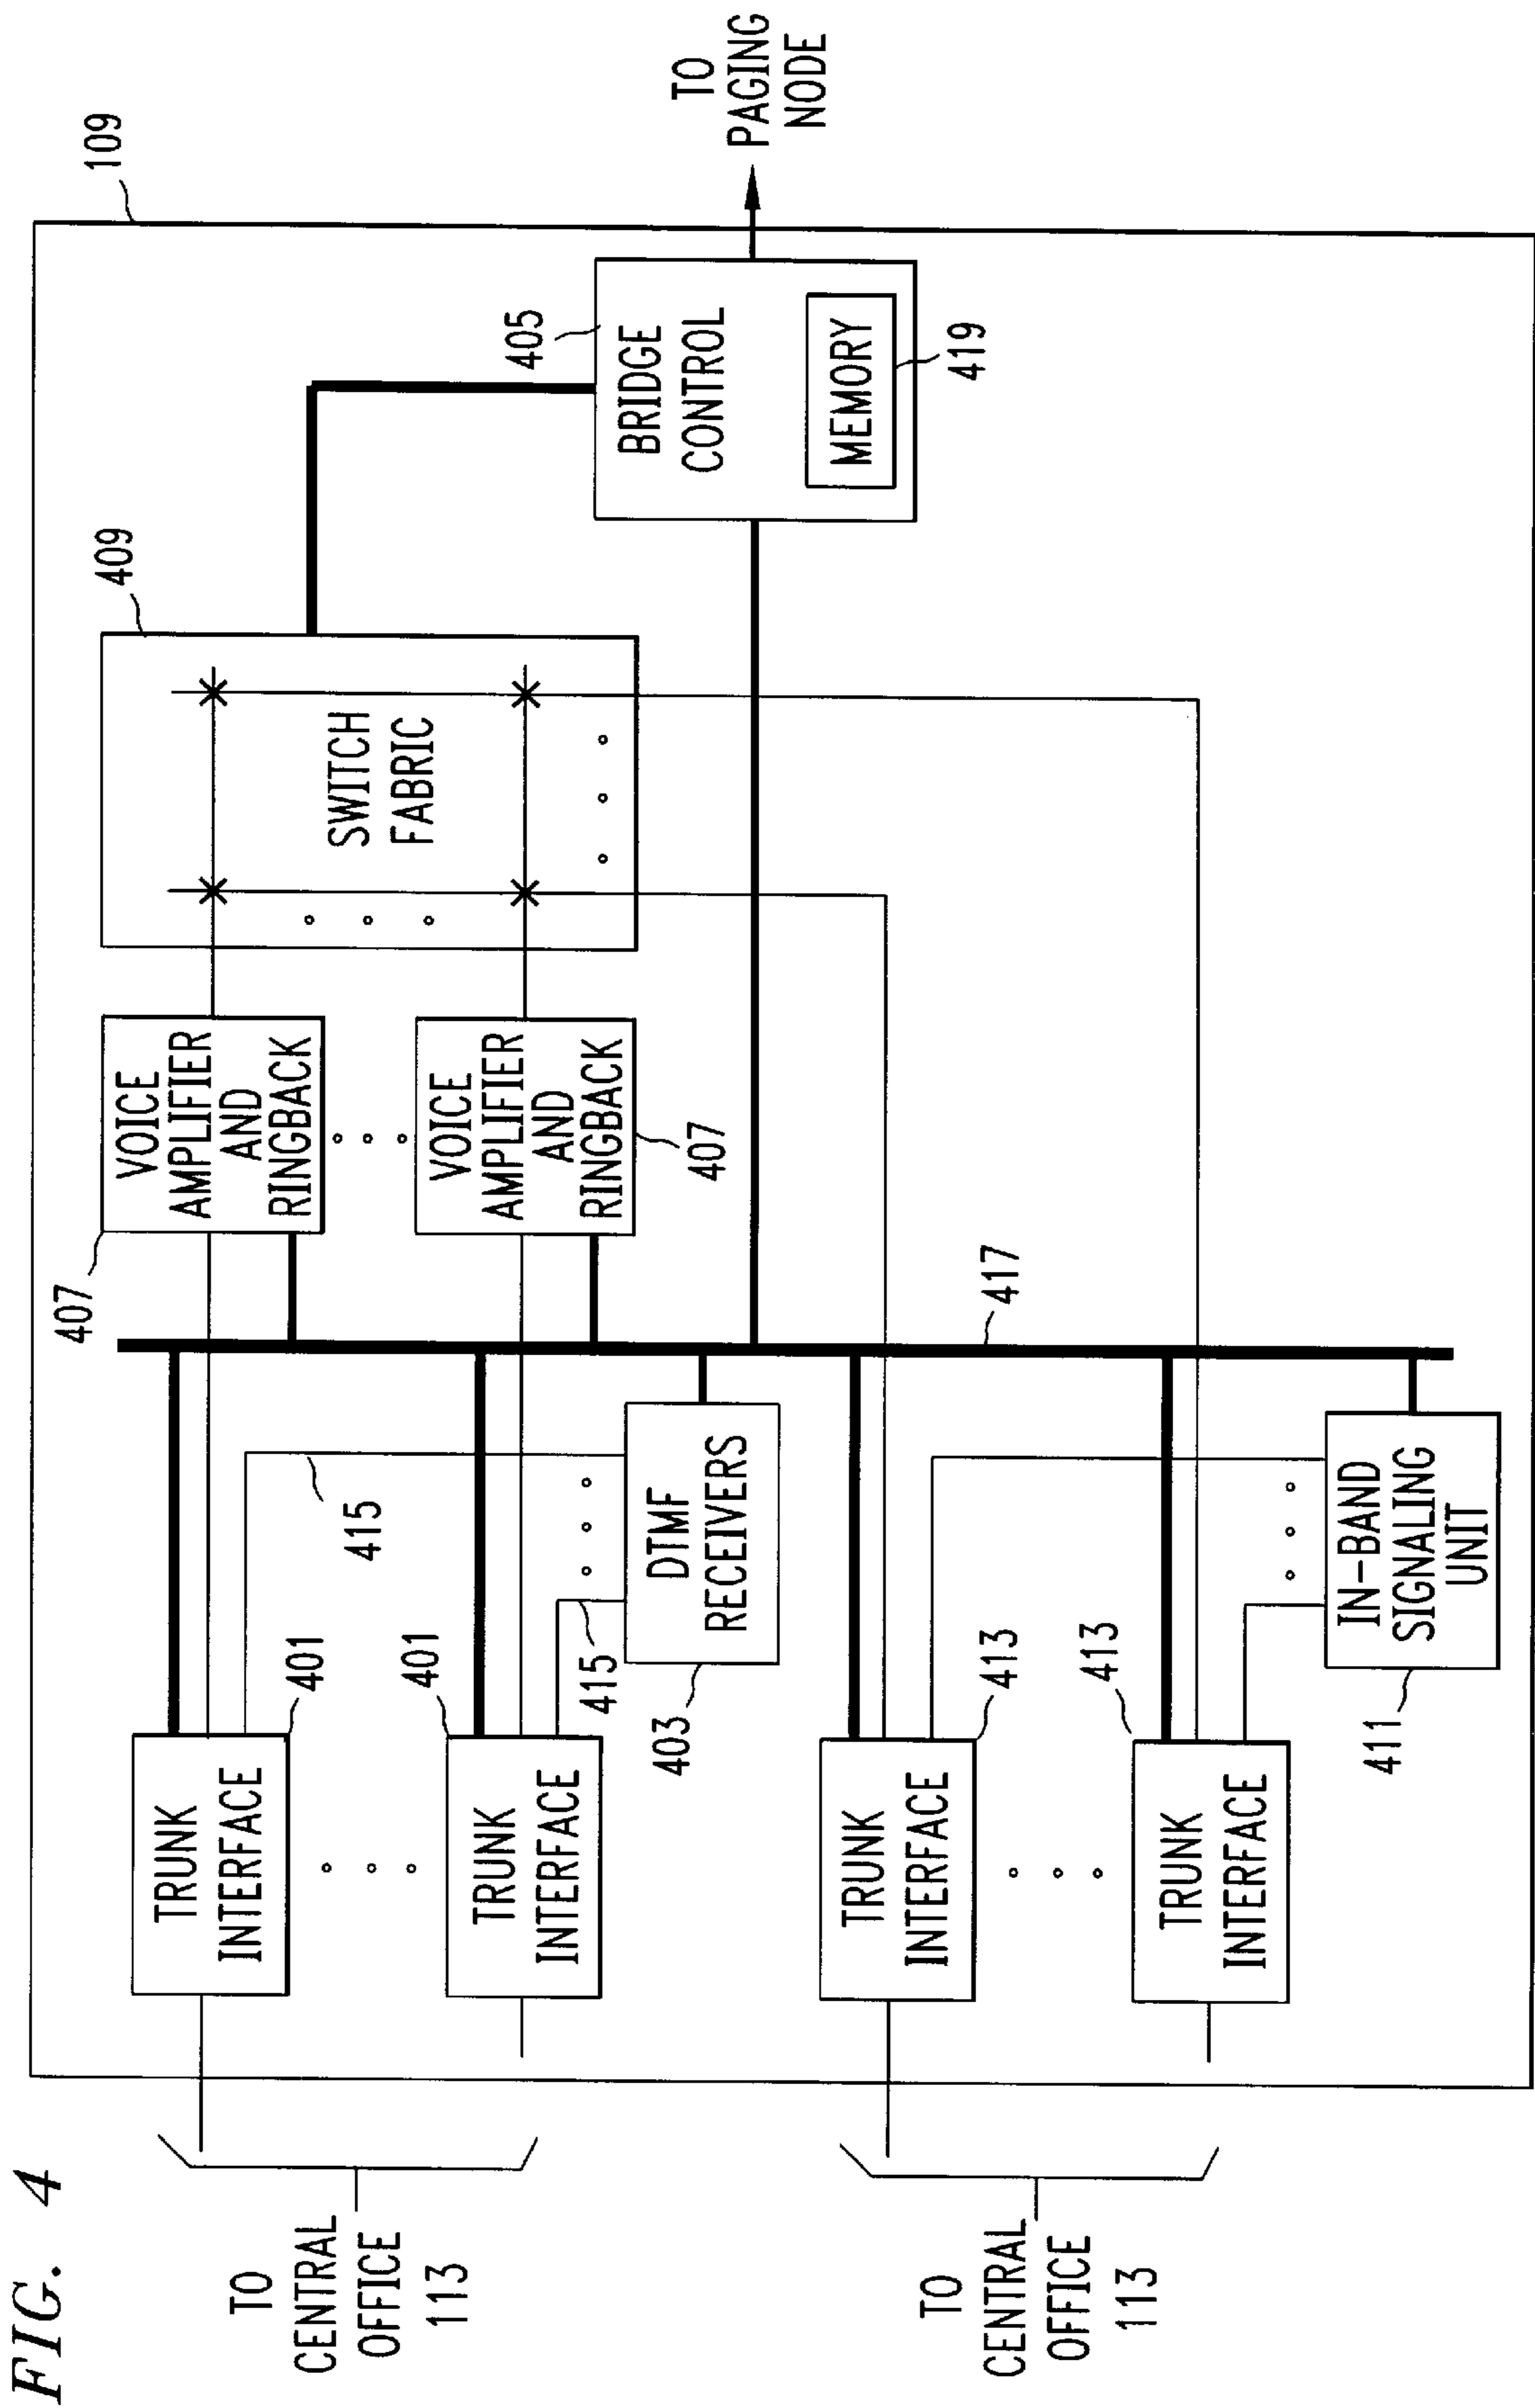 FIG. 4
109
TO
CENTRAL
OFFICE
113
TRUNK
INTERFACE
401
TRUNK
INTERFACE
401
415
415
DTMF
RECEIVERS
403
407
VOICE
AMPLIFIER
AND
RINGBACK
VOICE
AMPLIFIER
AND
RINGBACK
407
409
SWITCH
FABRIC
405
BRIDGE
CONTROL
MEMORY
419
TO
PAGING
NODE
417
TO
CENTRAL
OFFICE
113
TRUNK
INTERFACE
413
TRUNK
INTERFACE
413
IN-BAND
SIGNALING
UNIT
411